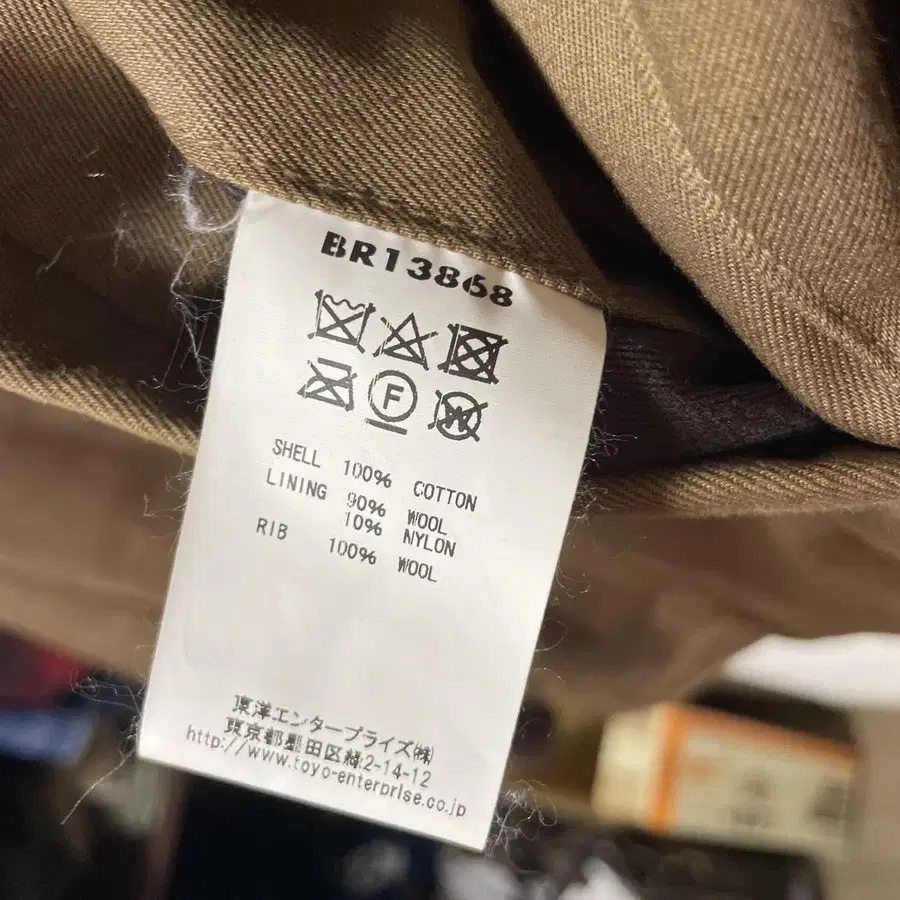 BR13868
F
W
SHELL 100% COTTON
LINING 90% WOOL
10% NYLON
RIB 100% WOOL
東洋エンタープライズ㈱
東京都墨田区緑2-14-12
http://www.toyo-enterprise.co.jp